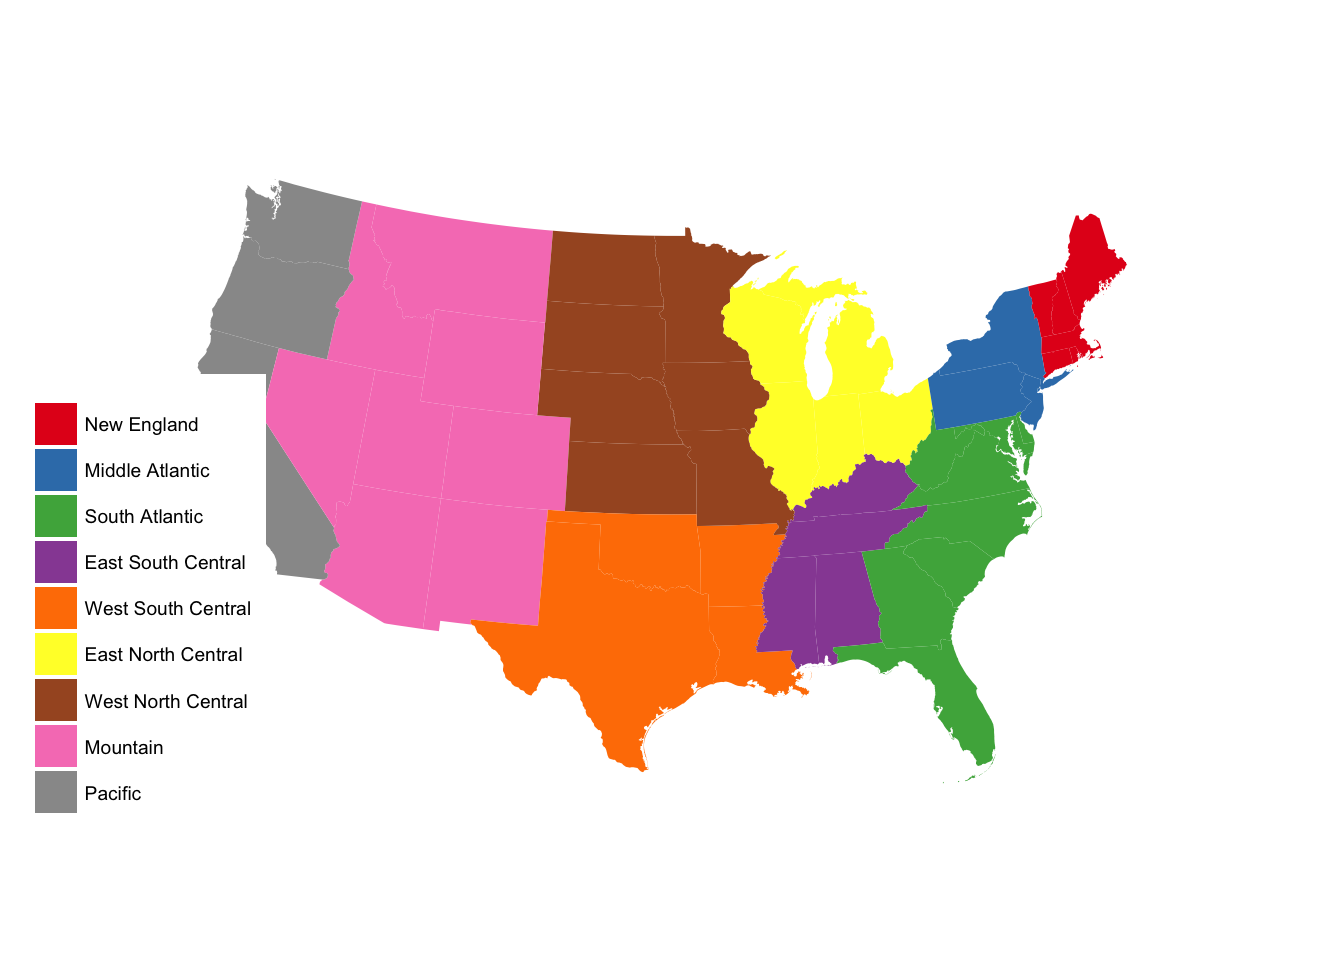 New England
Middle Atlantic
South Atlantic
East South Central
West South Central
East North Central
West North Central
Mountain
Pacific